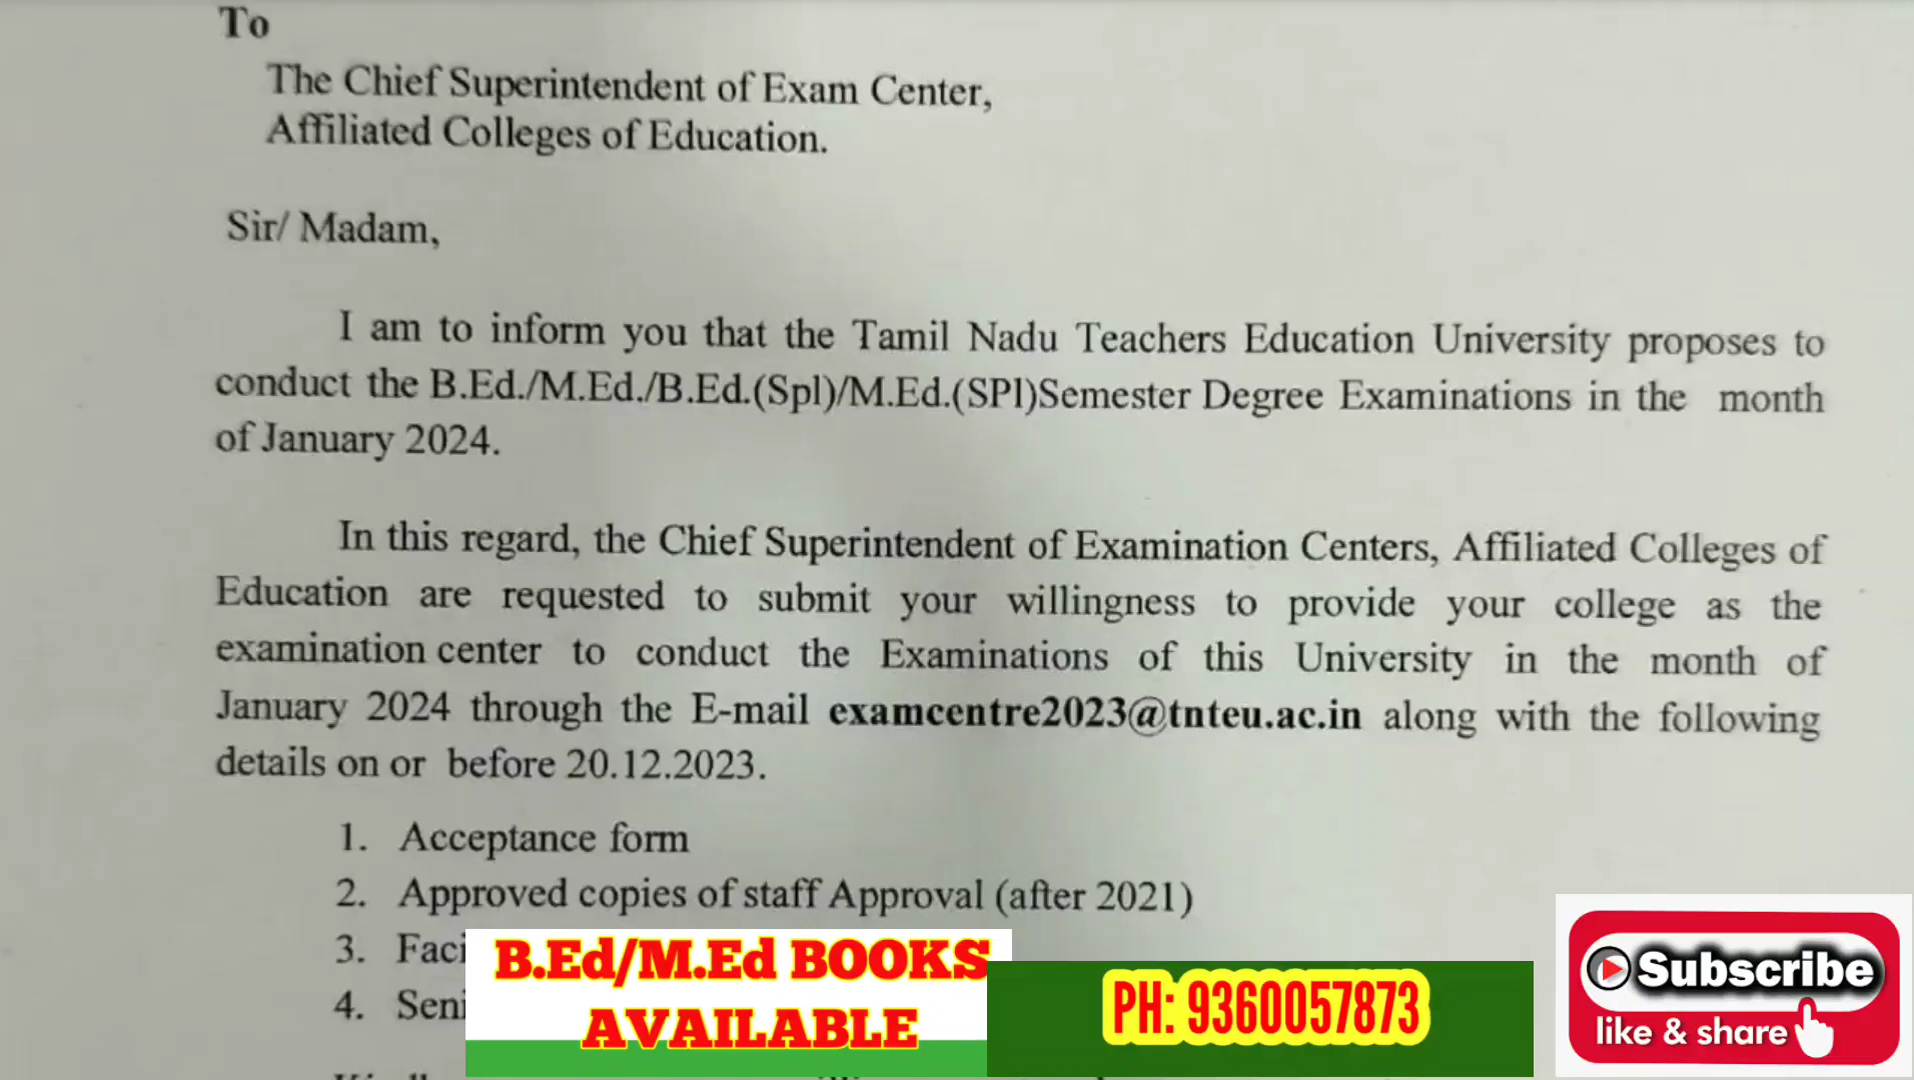 To
The Chief Superintendent of Exam Center,
Affiliated Colleges of Education.
Sir/ Madam,
I am to inform you that the Tamil Nadu Teachers Education University proposes to
conduct the B.Ed./M.Ed./B.Ed.(Spl)/M.Ed.(SPl)Semester Degree Examinations in the month
of January 2024.
In this regard, the Chief Superintendent of Examination Centers, Affiliated Colleges of
Education are requested to submit your willingness to provide your college as the
examination center to conduct the Examinations of this University in the month of
January 2024 through the E-mail examcentre2023@tnteu.ac.in along with the following
details on or before 20.12.2023.
1. Acceptance form
2. Approved copies of staff Approval (after 2021)
3.
4.
B.Ed/M.Ed BOOKS
AVAILABLE
PH: 9360057873
Subscribe
like & share